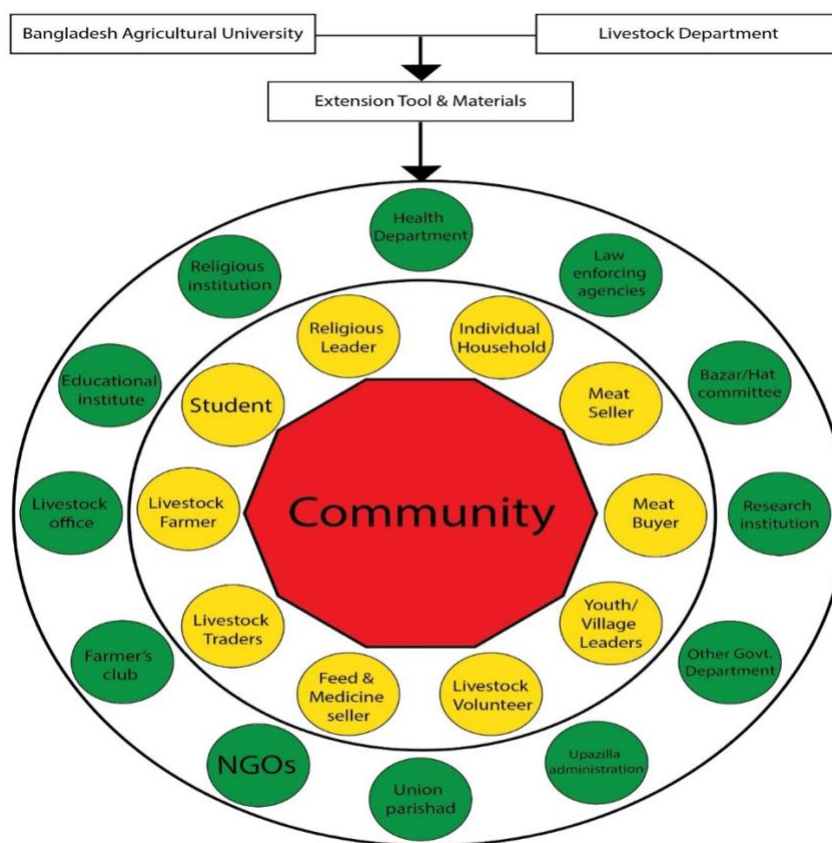 Bangladesh Agricultural University
Livestock Department
Extension Tool & Materials
Health
Department
Religious
institution
Law
enforcing
agencies
Religious
Leader
Individual
Household
Educational
institute
Student
Meat
Seller
Bazar/Hat
committee
Livestock
office
Livestock
Farmer
Community
Meat
Buyer
Research
institution
Farmer's
club
Livestock
Traders
Youth/
Village
Leaders
Other Govt.
Department
Feed &
Medicine
seller
Livestock
Volunteer
NGOs
Union
parishad
Upazilla
administration